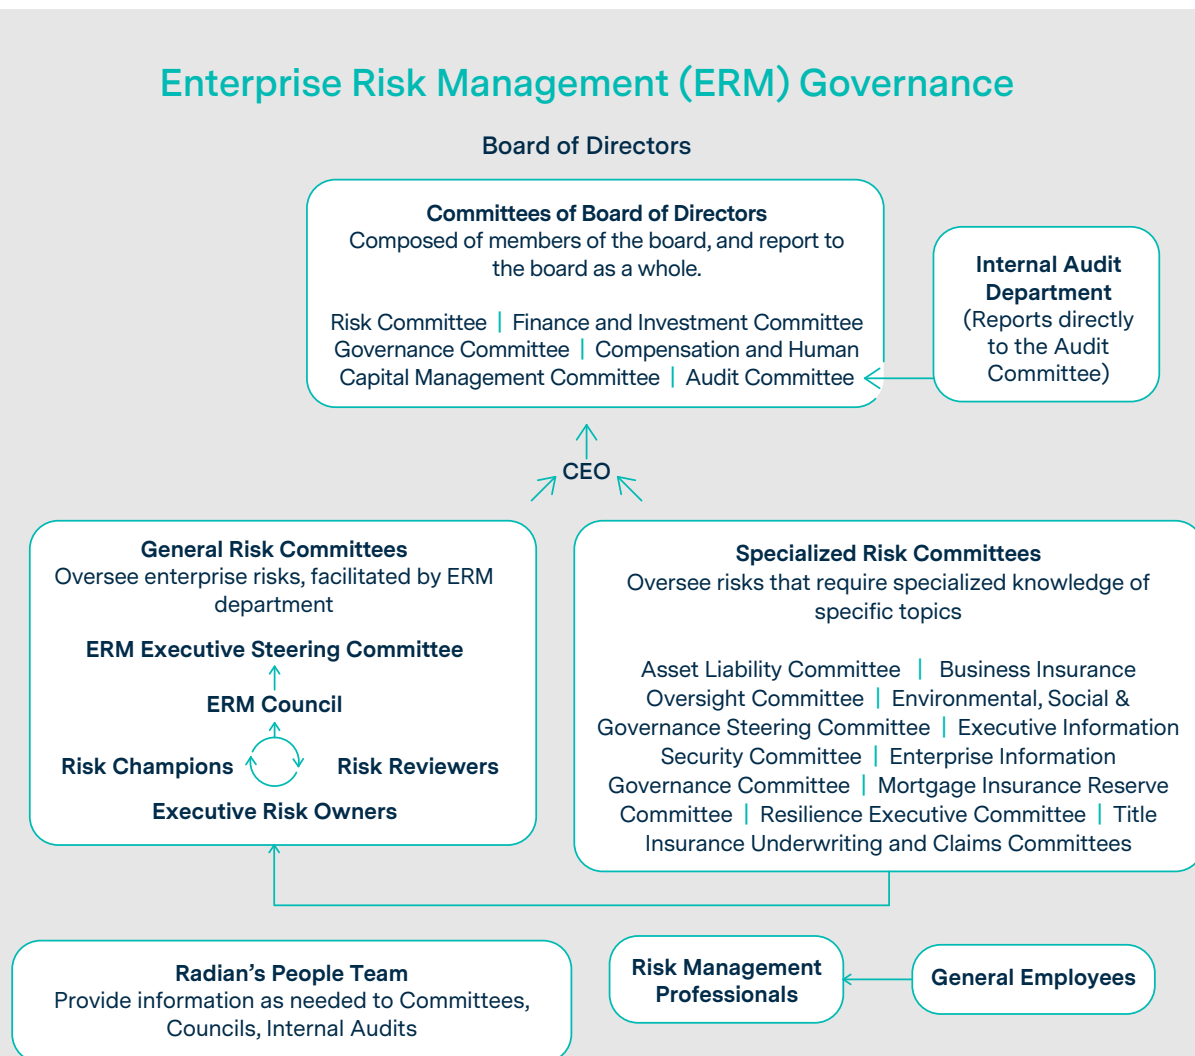 Enterprise Risk Management (ERM) Governance
Board of Directors
Committees of Board of Directors
Composed of members of the board, and report to
the board as a whole.
Risk Committee | Finance and Investment Committee
Governance Committee | Compensation and Human
Capital Management Committee | Audit Committee
Internal Audit
Department
(Reports directly
to the Audit
Committee)
CEO
General Risk Committees
Oversee enterprise risks, facilitated by ERM
department
ERM Executive Steering Committee
ERM Council
Risk Champions
Risk Reviewers
Executive Risk Owners
Specialized Risk Committees
Oversee risks that require specialized knowledge of
specific topics
Asset Liability Committee | Business Insurance
Oversight Committee | Environmental, Social &
Governance Steering Committee | Executive Information
Security Committee | Enterprise Information
Governance Committee | Mortgage Insurance Reserve
Committee | Resilience Executive Committee | Title
Insurance Underwriting and Claims Committees
Radian’s People Team
Provide information as needed to Committees,
Councils, Internal Audits
Risk Management
Professionals
General Employees